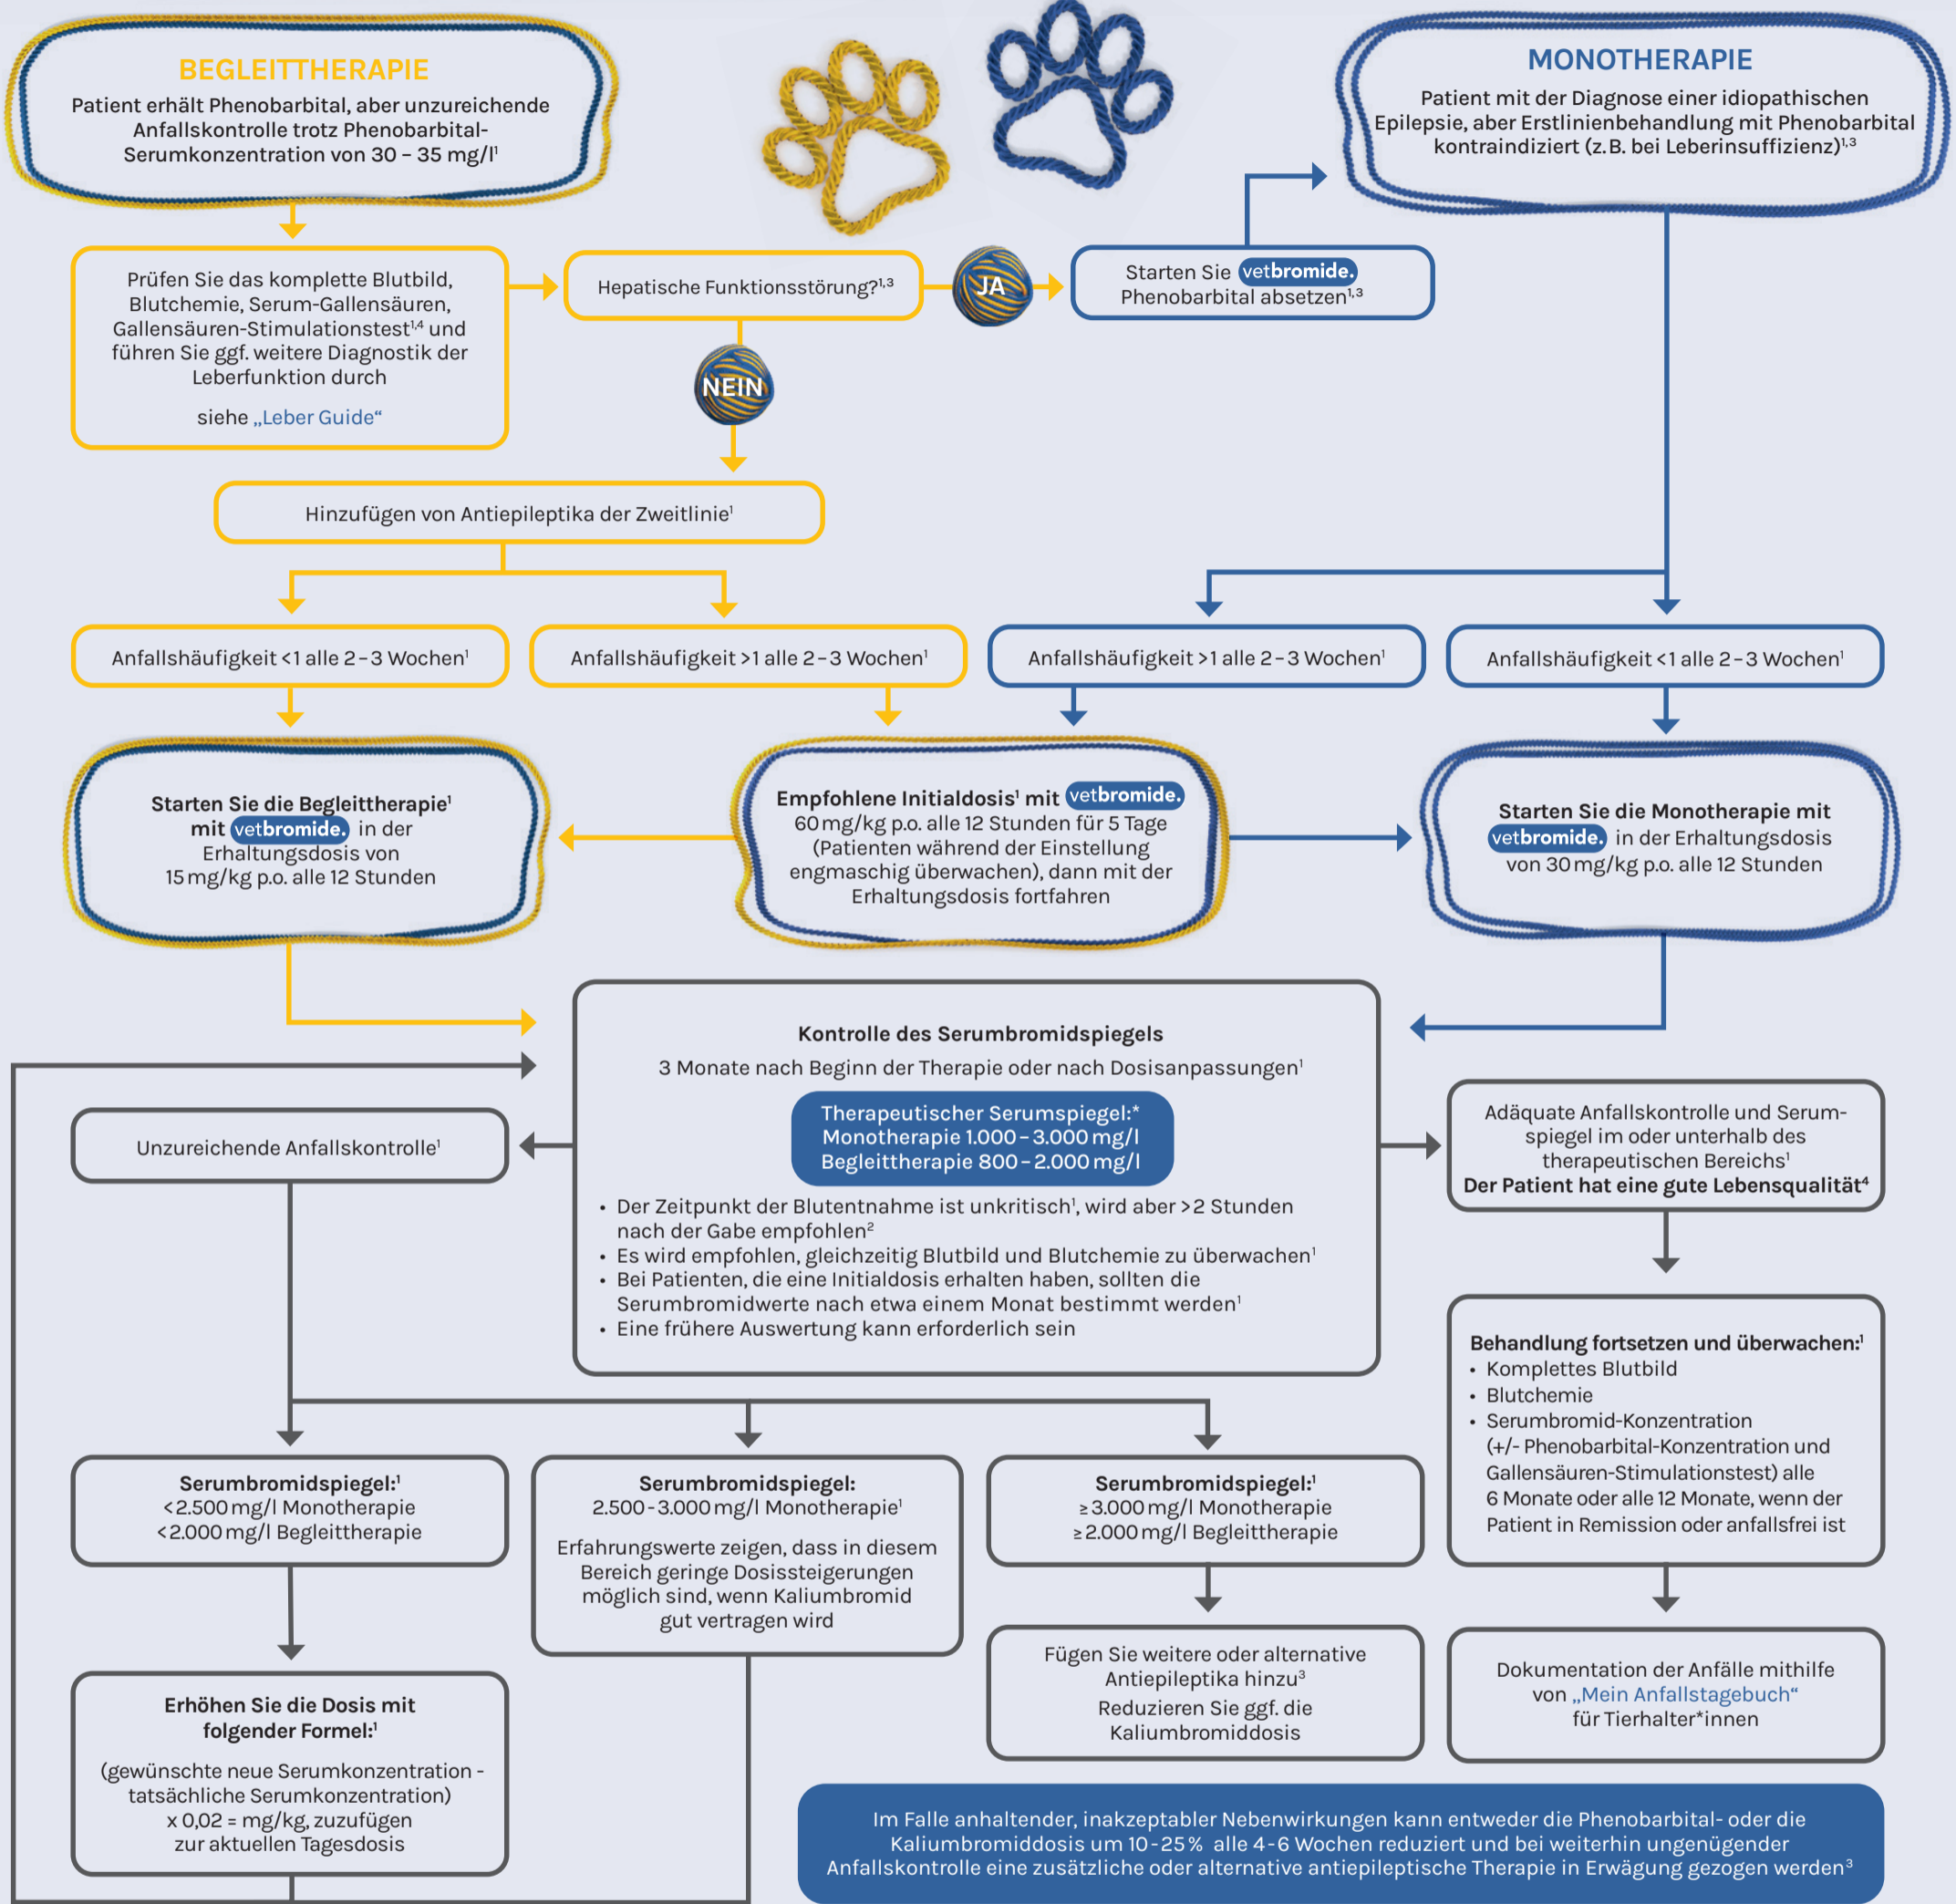 BEGLEITTHERAPIE
Patient erhält Phenobarbital, aber unzureichende
Anfallskontrolle trotz Phenobarbital-
Serumkonzentration von 30 – 35 mg/l¹
MONOTHERAPIE
Patient mit der Diagnose einer idiopathischen
Epilepsie, aber Erstlinienbehandlung mit Phenobarbital
kontraindiziert (z.B. bei Leberinsuffizienz)¹,³
Prüfen Sie das komplette Blutbild,
Blutchemie, Serum-Gallensäuren,
Gallensäuren-Stimulationstest¹,⁴ und
führen Sie ggf. weitere Diagnostik der
Leberfunktion durch
siehe „Leber Guide“
Hepatische Funktionsstörung?¹,³
JA
Starten Sie vetbromide.
Phenobarbital absetzen¹,³
NEIN
Hinzufügen von Antiepileptika der Zweitlinie¹
Anfallshäufigkeit <1 alle 2–3 Wochen¹
Anfallshäufigkeit >1 alle 2–3 Wochen¹
Anfallshäufigkeit >1 alle 2–3 Wochen¹
Anfallshäufigkeit <1 alle 2–3 Wochen¹
Starten Sie die Begleittherapie¹
mit vetbromide. in der
Erhaltungsdosis von
15 mg/kg p.o. alle 12 Stunden
Empfohlene Initialdosis¹ mit vetbromide.
60 mg/kg p.o. alle 12 Stunden für 5 Tage
(Patienten während der Einstellung
engmaschig überwachen), dann mit der
Erhaltungsdosis fortfahren
Starten Sie die Monotherapie mit
vetbromide. in der Erhaltungsdosis
von 30 mg/kg p.o. alle 12 Stunden
Kontrolle des Serumbromidspiegels
3 Monate nach Beginn der Therapie oder nach Dosisanpassungen¹
Therapeutischer Serumspiegel:*
Monotherapie 1.000–3.000 mg/l
Begleittherapie 800–2.000 mg/l
• Der Zeitpunkt der Blutentnahme ist unkritisch¹, wird aber >2 Stunden
nach der Gabe empfohlen²
• Es wird empfohlen, gleichzeitig Blutbild und Blutchemie zu überwachen¹
• Bei Patienten, die eine Initialdosis erhalten haben, sollten die
Serumbromidwerte nach etwa einem Monat bestimmt werden¹
• Eine frühere Auswertung kann erforderlich sein
Unzureichende Anfallskontrolle¹
Adäquate Anfallskontrolle und Serum-
spiegel im oder unterhalb des
therapeutischen Bereichs¹
Der Patient hat eine gute Lebensqualität⁴
Behandlung fortsetzen und überwachen:¹
• Komplettes Blutbild
• Blutchemie
• Serumbromid-Konzentration
(+/- Phenobarbital-Konzentration und
Gallensäuren-Stimulationstest) alle
6 Monate oder alle 12 Monate, wenn der
Patient in Remission oder anfallsfrei ist
Serumbromidspiegel:¹
<2.500 mg/l Monotherapie
<2.000 mg/l Begleittherapie
Serumbromidspiegel:
2.500-3.000 mg/l Monotherapie¹
Erfahrungswerte zeigen, dass in diesem
Bereich geringe Dosissteigerungen
möglich sind, wenn Kaliumbromid
gut vertragen wird
Serumbromidspiegel:¹
≥3.000 mg/l Monotherapie
≥2.000 mg/l Begleittherapie
Erhöhen Sie die Dosis mit
folgender Formel:¹
(gewünschte neue Serumkonzentration -
tatsächliche Serumkonzentration)
x 0,02 = mg/kg, zuzufügen
zur aktuellen Tagesdosis
Fügen Sie weitere oder alternative
Antiepileptika hinzu³
Reduzieren Sie ggf. die
Kaliumbromiddosis
Dokumentation der Anfälle mithilfe
von „Mein Anfallstagebuch“
für Tierhalter*innen
Im Falle anhaltender, inakzeptabler Nebenwirkungen kann entweder die Phenobarbital- oder die
Kaliumbromiddosis um 10-25% alle 4-6 Wochen reduziert und bei weiterhin ungenügender
Anfallskontrolle eine zusätzliche oder alternative antiepileptische Therapie in Erwägung gezogen werden³